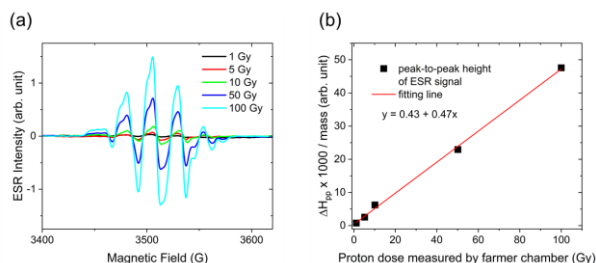 (a)
ESR Intensity (arb. unit)
1
0
-1
1 Gy
5 Gy
10 Gy
50 Gy
100 Gy
3400
3500
3600
Magnetic Field (G)
(b)
ΔH_pp x 1000 / mass (arb. unit)
50
40
30
20
10
0
peak-to-peak height
of ESR signal
fitting line
y = 0.43 + 0.47x
0
20
40
60
80
100
Proton dose measured by farmer chamber (Gy)